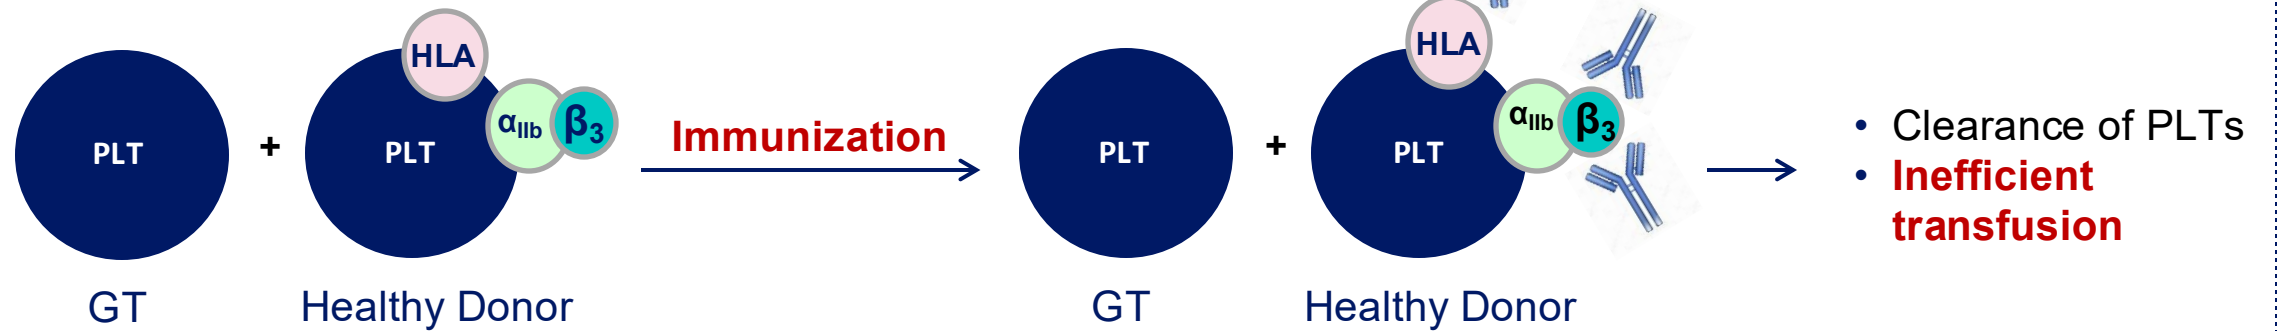 HLA
PLT
+
PLT
αIIb
β3
GT
Healthy Donor
Immunization
HLA
PLT
+
PLT
αIIb
β3
GT
Healthy Donor
• Clearance of PLTs
• Inefficient
transfusion